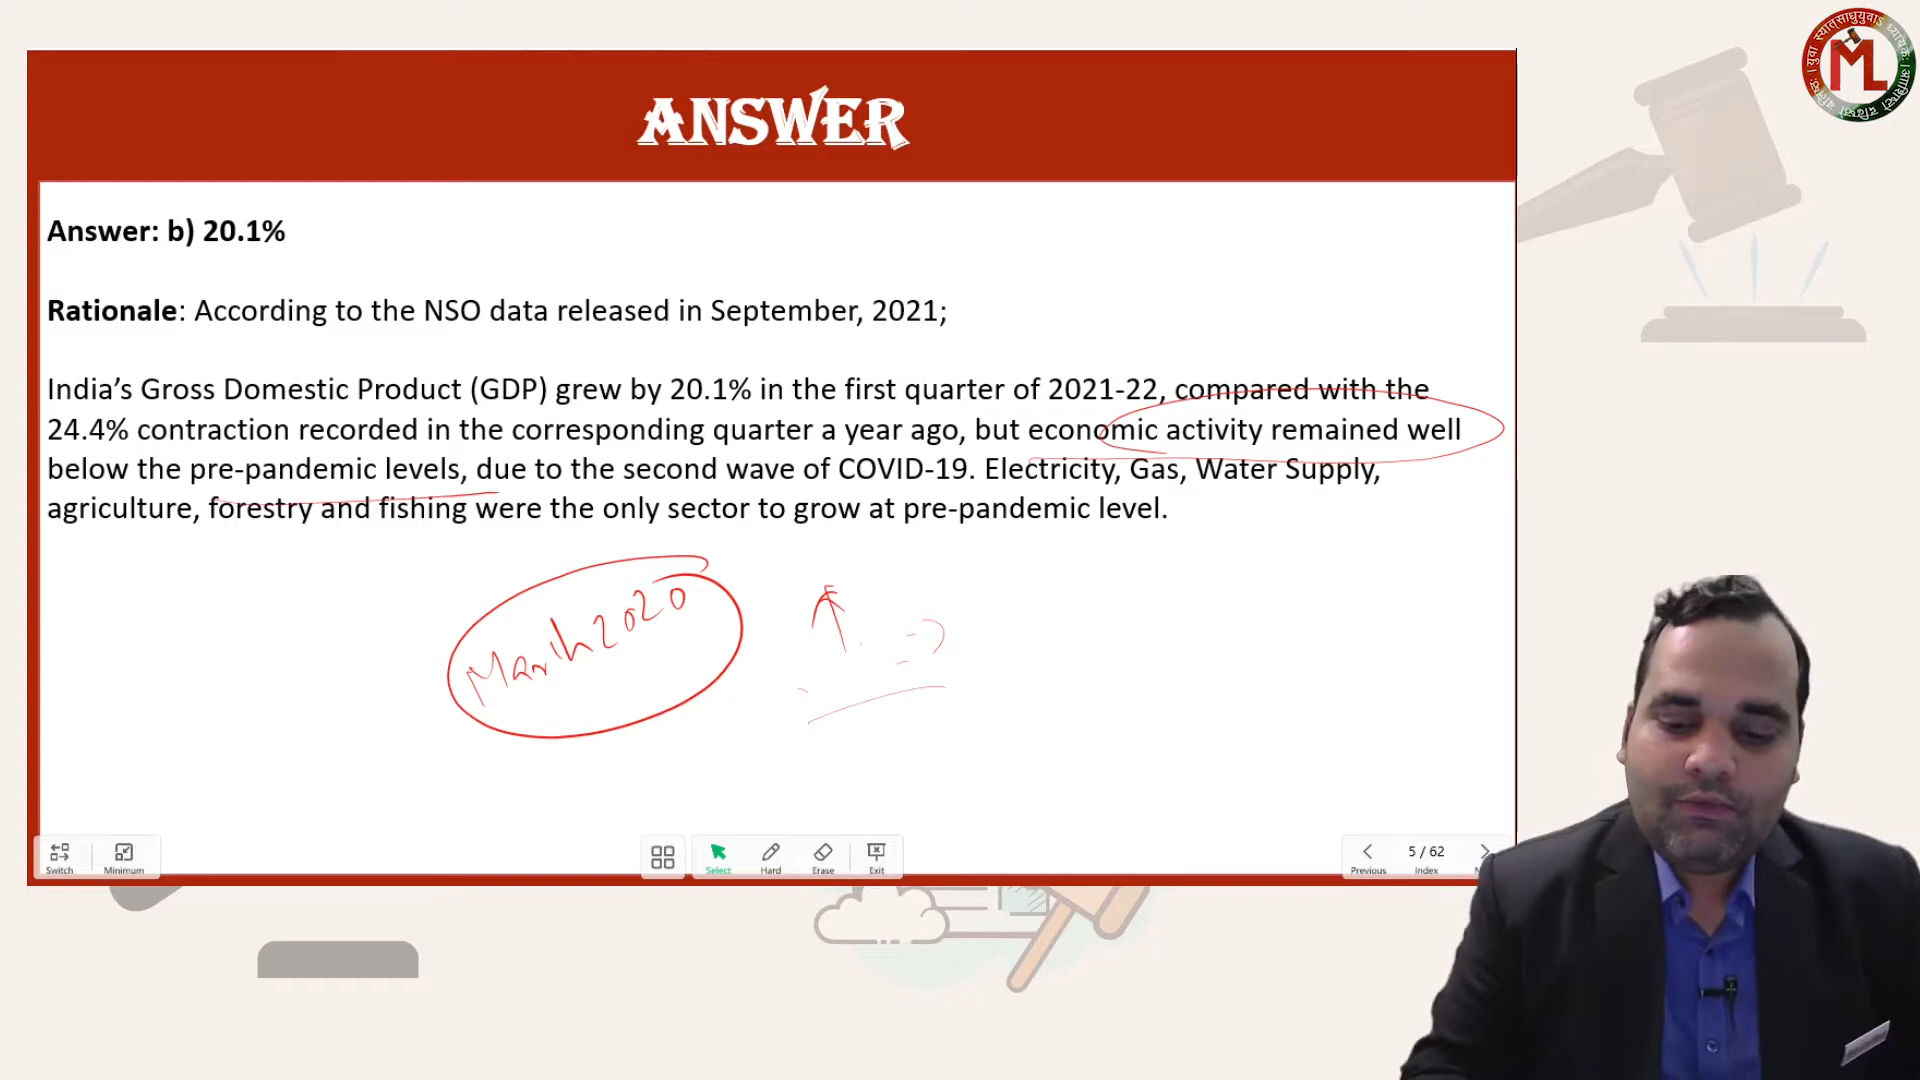 ANSWER
Answer: b) 20.1%
Rationale: According to the NSO data released in September, 2021;
India’s Gross Domestic Product (GDP) grew by 20.1% in the first quarter of 2021-22, compared with the
24.4% contraction recorded in the corresponding quarter a year ago, but economic activity remained well
below the pre-pandemic levels, due to the second wave of COVID-19. Electricity, Gas, Water Supply,
agriculture, forestry and fishing were the only sector to grow at pre-pandemic level.
March 2020
Switch
Minimum
Select
Hard
Erase
Exit
Previous
5 / 62
Index
ML